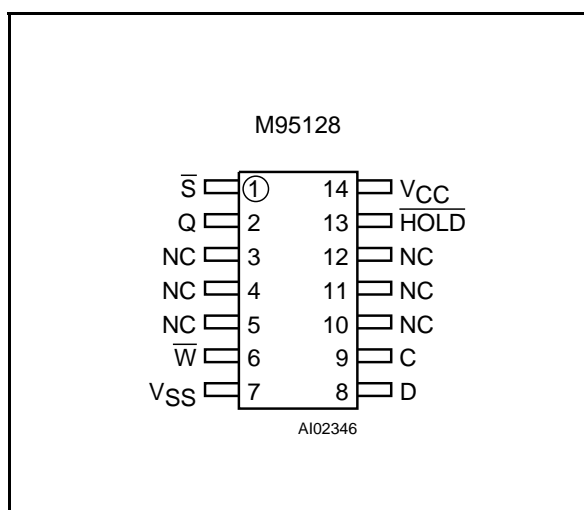 M95128
S̅ 1 14 VCC
Q 2 13 H̅O̅L̅D̅
NC 3 12 NC
NC 4 11 NC
NC 5 10 NC
W̅ 6 9 C
VSS 7 8 D
AI02346